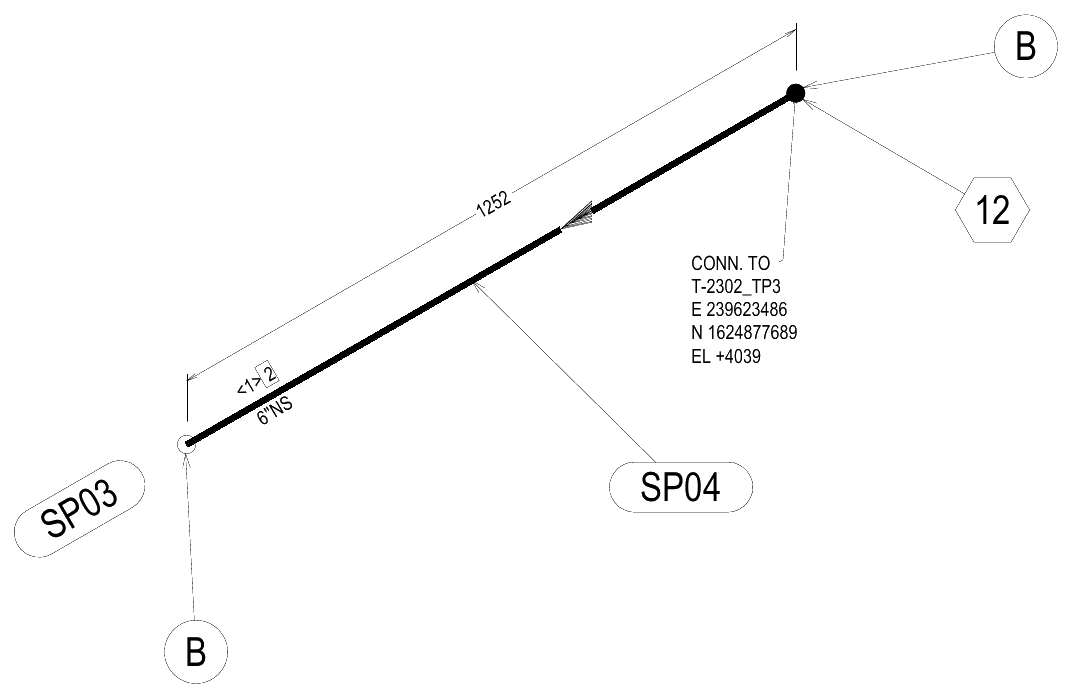 B
1252
12
CONN. TO
T-2302_TP3
E 239623486
N 1624877689
EL +4039
<1> 2
6"NS
SP03
SP04
B